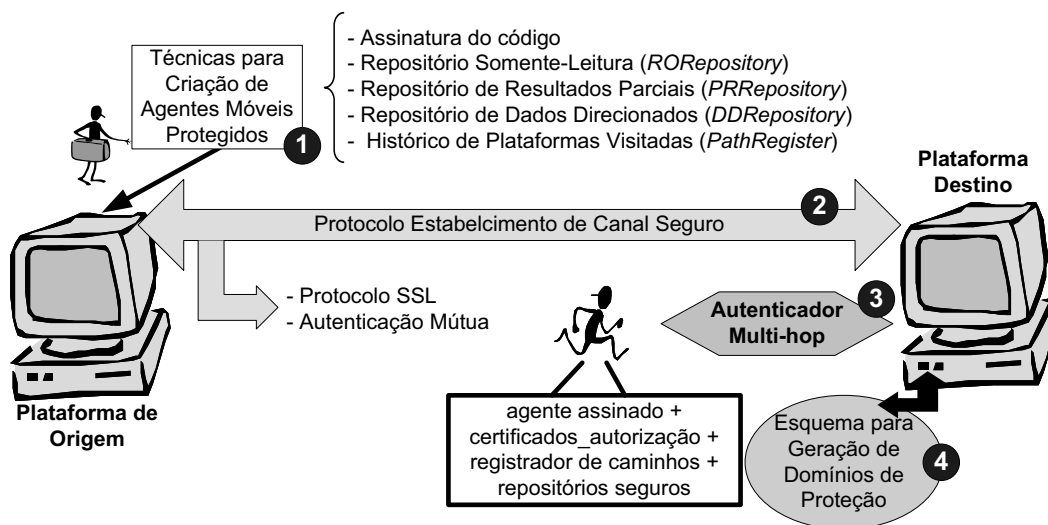 Técnicas para
Criação de
Agentes Móveis
Protegidos
1
- Assinatura do código
- Repositório Somente-Leitura (RORepository)
- Repositório de Resultados Parciais (PRRepository)
- Repositório de Dados Direcionados (DDRepository)
- Histórico de Plataformas Visitadas (PathRegister)
Plataforma
Destino
2
Protocolo Estabelcimento de Canal Seguro
- Protocolo SSL
- Autenticação Mútua
3
Autenticador
Multi-hop
Plataforma de
Origem
agente assinado +
certificados_autorização +
registrador de caminhos +
repositórios seguros
Esquema para
Geração de
Domínios de
Proteção
4